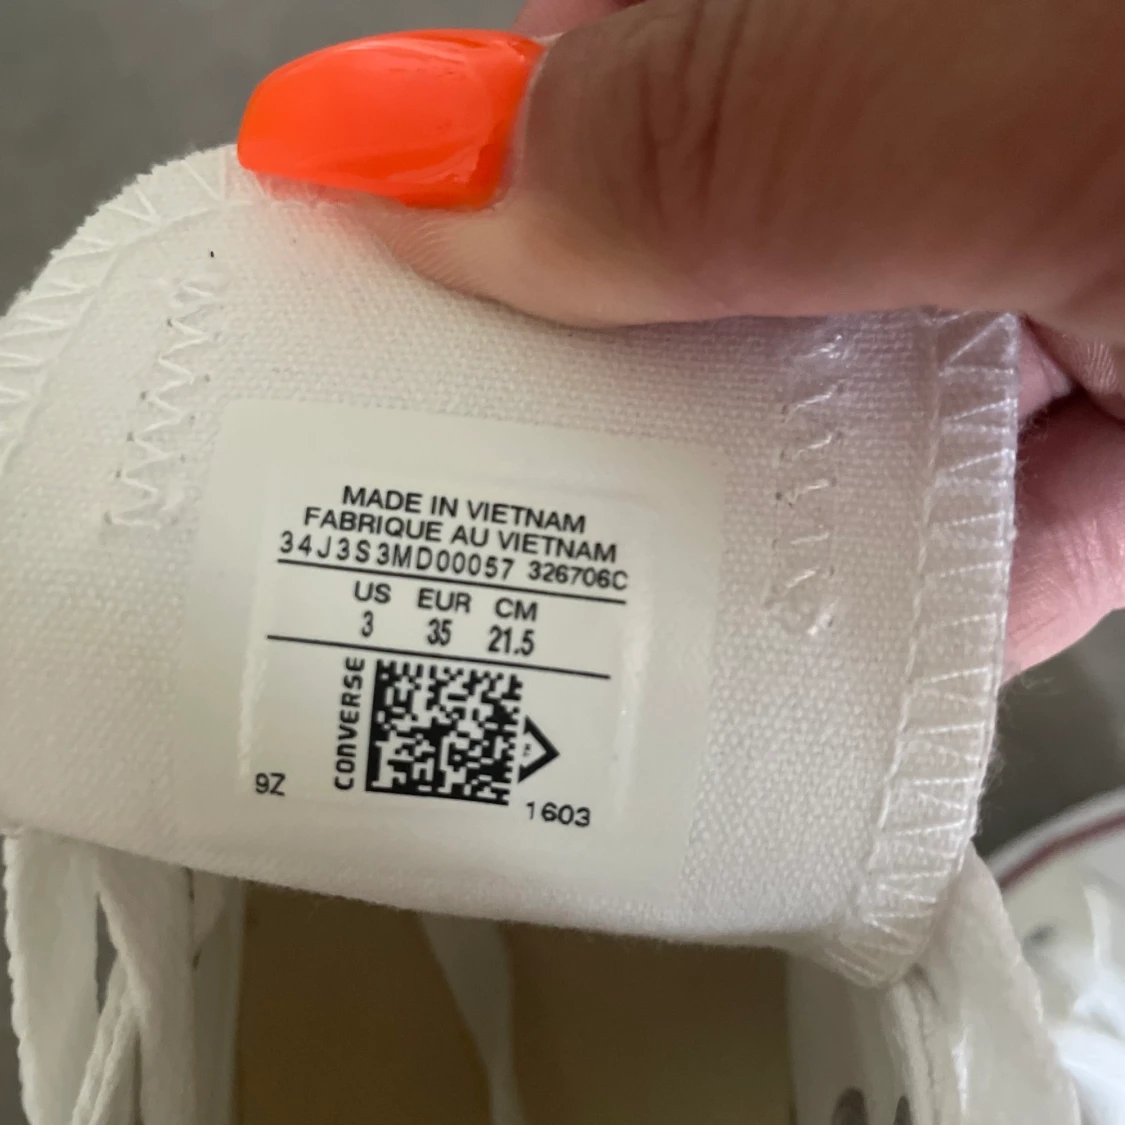 MADE IN VIETNAM
FABRIQUE AU VIETNAM
34J3S3MD00057 326706C
US EUR CM
3 35 21.5
CONVERSE
9Z
1603